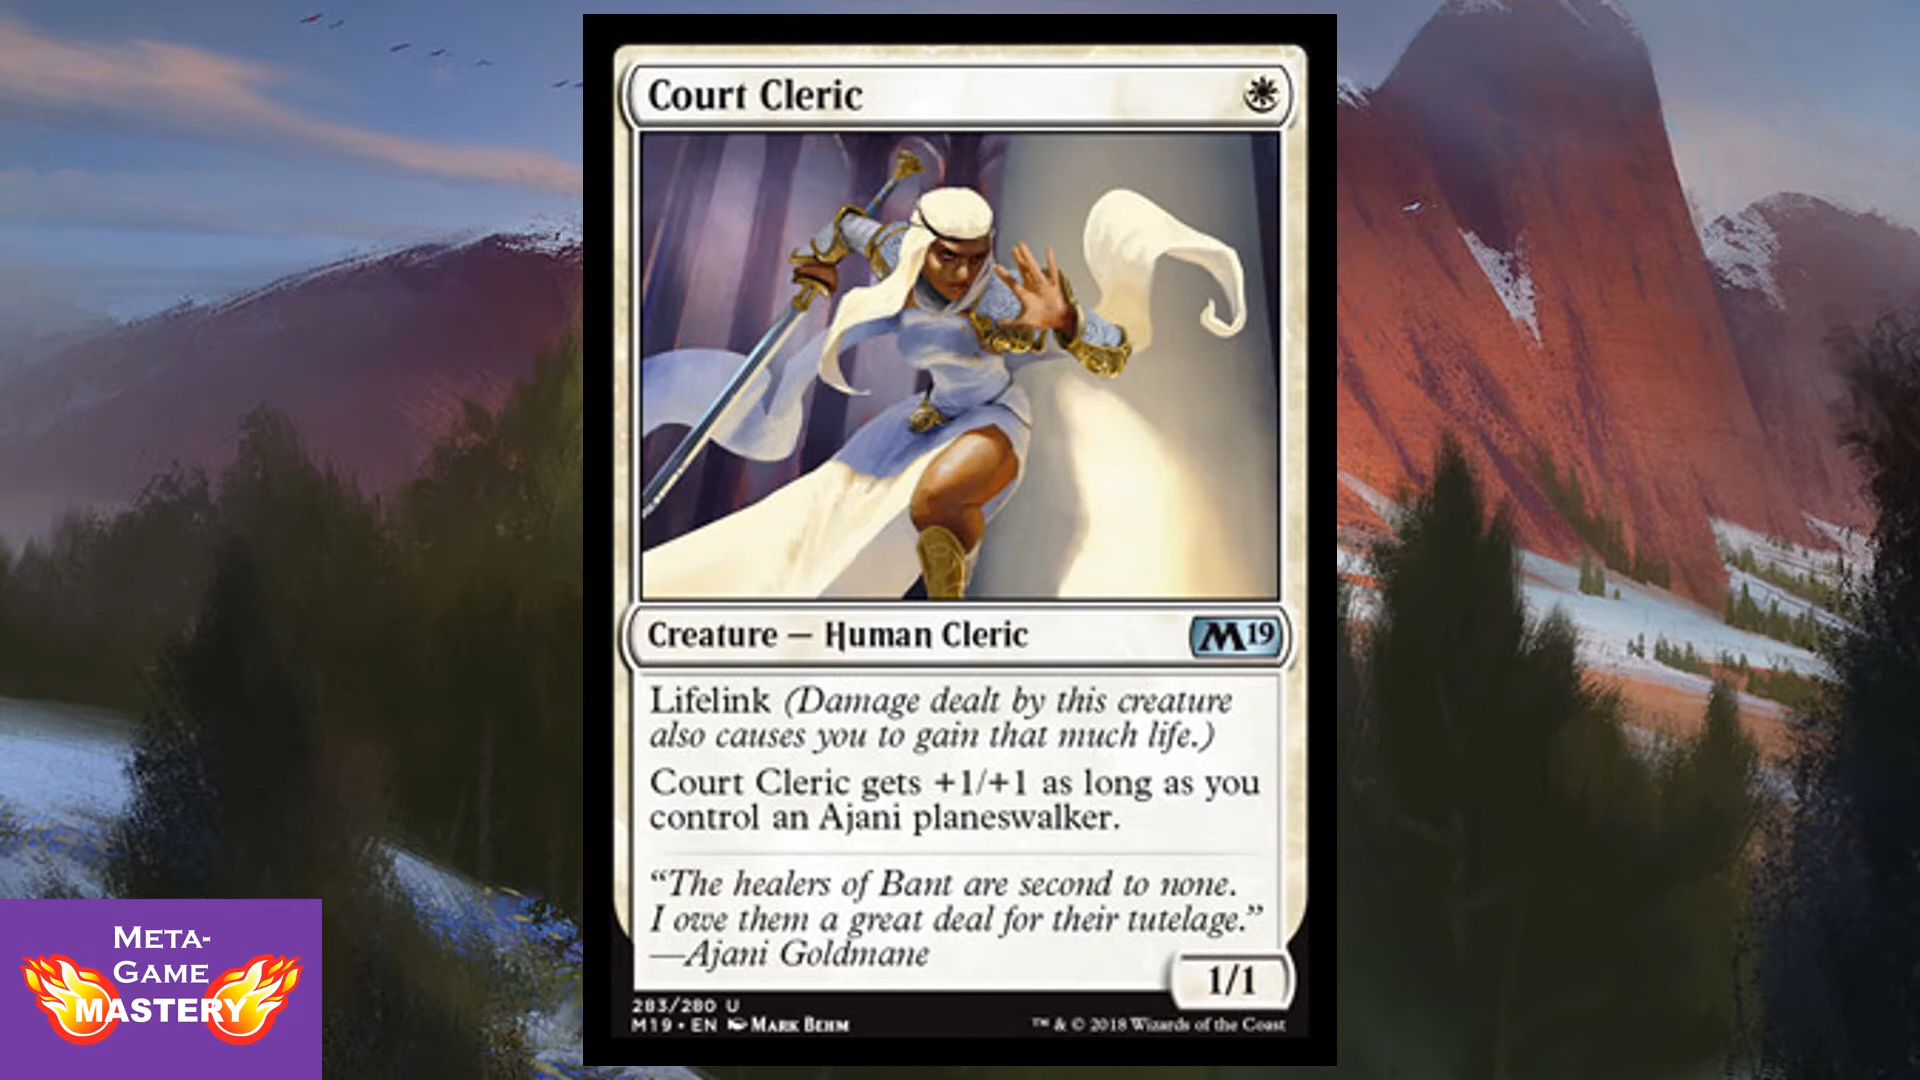 Court Cleric
Creature — Human Cleric
M19
Lifelink (Damage dealt by this creature
also causes you to gain that much life.)
Court Cleric gets +1/+1 as long as you
control an Ajani planeswalker.
“The healers of Bant are second to none.
I owe them a great deal for their tutelage.”
—Ajani Goldmane
1/1
283/280 U
M19 • EN Mark Behm
™ & © 2018 Wizards of the Coast
META-
GAME
MASTERY